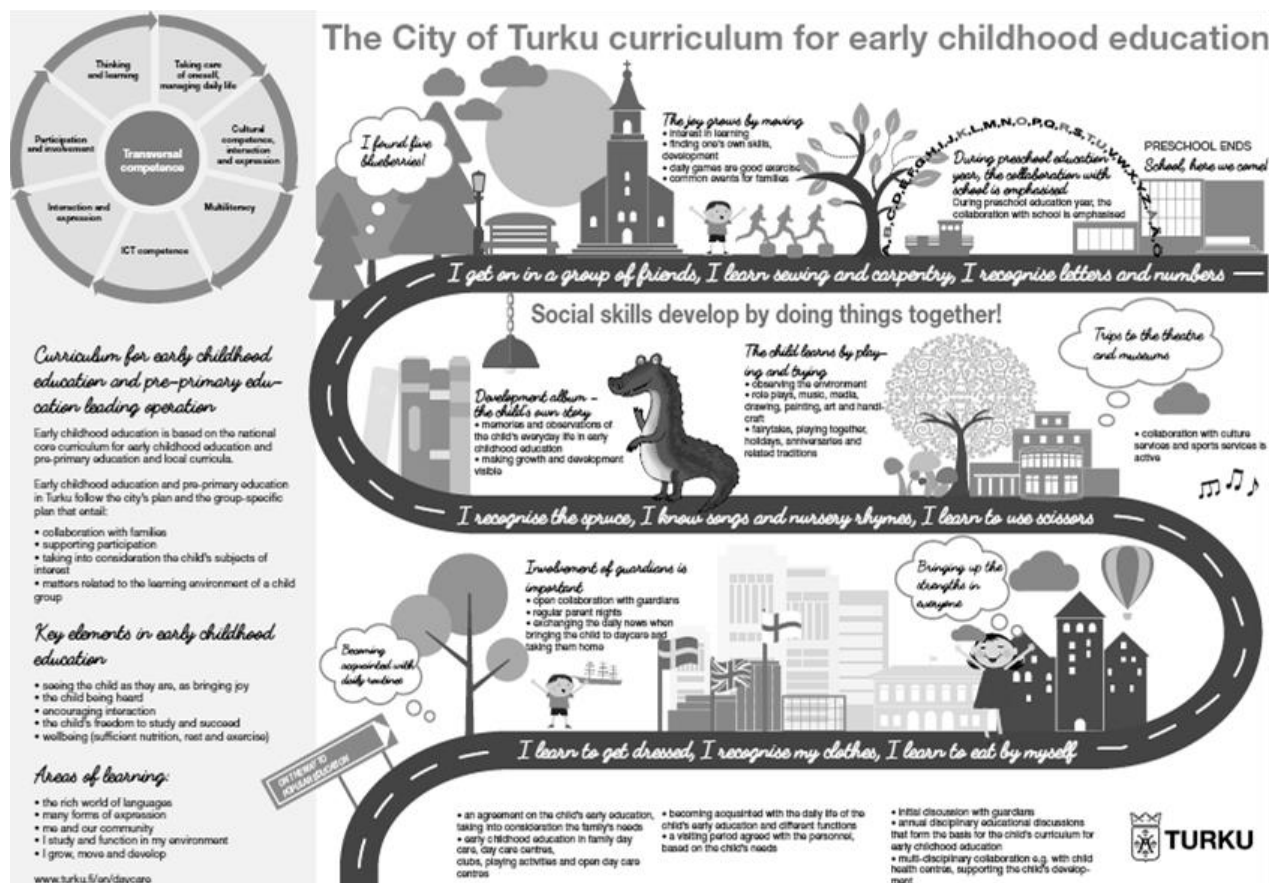 The City of Turku curriculum for early childhood education
Thinking
and learning
Taking care
of oneself,
managing daily life
Cultural
competence,
interaction
and expression
Multiliteracy
ICT competence
Interaction and
expression
Participation
and involvement
Transversal
competence
Curriculum for early childhood
education and pre-primary edu-
cation leading operation
Early childhood education is based on the national
core curriculum for early childhood education and
pre-primary education and local curricula.
Early childhood education and pre-primary education
in Turku follow the city's plan and the group-specific
plan that entail:
• collaboration with families
• supporting participation
• taking into consideration the child's subjects of
interest
• matters related to the learning environment of a child
group
Key elements in early childhood
education
• seeing the child as they are, as bringing joy
• the child being heard
• encouraging interaction
• the child's freedom to study and succeed
• wellbeing (sufficient nutrition, rest and exercise)
Areas of learning:
• the rich world of languages
• many forms of expression
• me and our community
• I study and function in my environment
• I grow, move and develop
www.turku.fi/en/daycare
I found five
blueberries!
The joy grows by moving
• interest in learning
• finding one's own skills,
development
• daily games are good exercise
• common events for families
A,B,C,D,E,F,G,H,I,J,K,L,M,N,O,P,Q,R,S,T,U,V,W,X,Y,Z,Å,Ä,Ö
During preschool education
year, the collaboration with
school is emphasised
During preschool education year, the
collaboration with school is emphasised
PRESCHOOL ENDS
School, here we come!
I get on in a group of friends, I learn sewing and carpentry, I recognise letters and numbers
Social skills develop by doing things together!
Development album –
the child's own story
• memories and observations of
the child's everyday life in early
childhood education
• making growth and development
visible
The child learns by play-
ing and trying
• observing the environment
• role plays, music, media,
drawing, painting, art and handi-
craft
• fairytales, playing together,
holidays, anniversaries and
related traditions
Trips to the theatre
and museums
• collaboration with culture
services and sports services is
active
I recognise the spruce, I know songs and nursery rhymes, I learn to use scissors
Becoming
acquainted with
daily routines
Involvement of guardians is
important
• open collaboration with guardians
• regular parent nights
• exchanging the daily news when
bringing the child to daycare and
taking them home
Bringing up the
strengths in
everyone
I learn to get dressed, I recognise my clothes, I learn to eat by myself
ON THE WAY TO
POPULAR EDUCATION
• an agreement on the child's early education,
taking into consideration the family's needs
• early childhood education in family day
care, day care centres,
clubs, playing activities and open day care
centres
• becoming acquainted with the daily life of the
child's early education and different functions
• a visiting period agreed with the personnel,
based on the child's needs
• initial discussion with guardians
• annual disciplinary educational discussions
that form the basis for the child's curriculum for
early childhood education
• multi-disciplinary collaboration e.g. with child
health centres, supporting the child's develop-
ment
TURKU